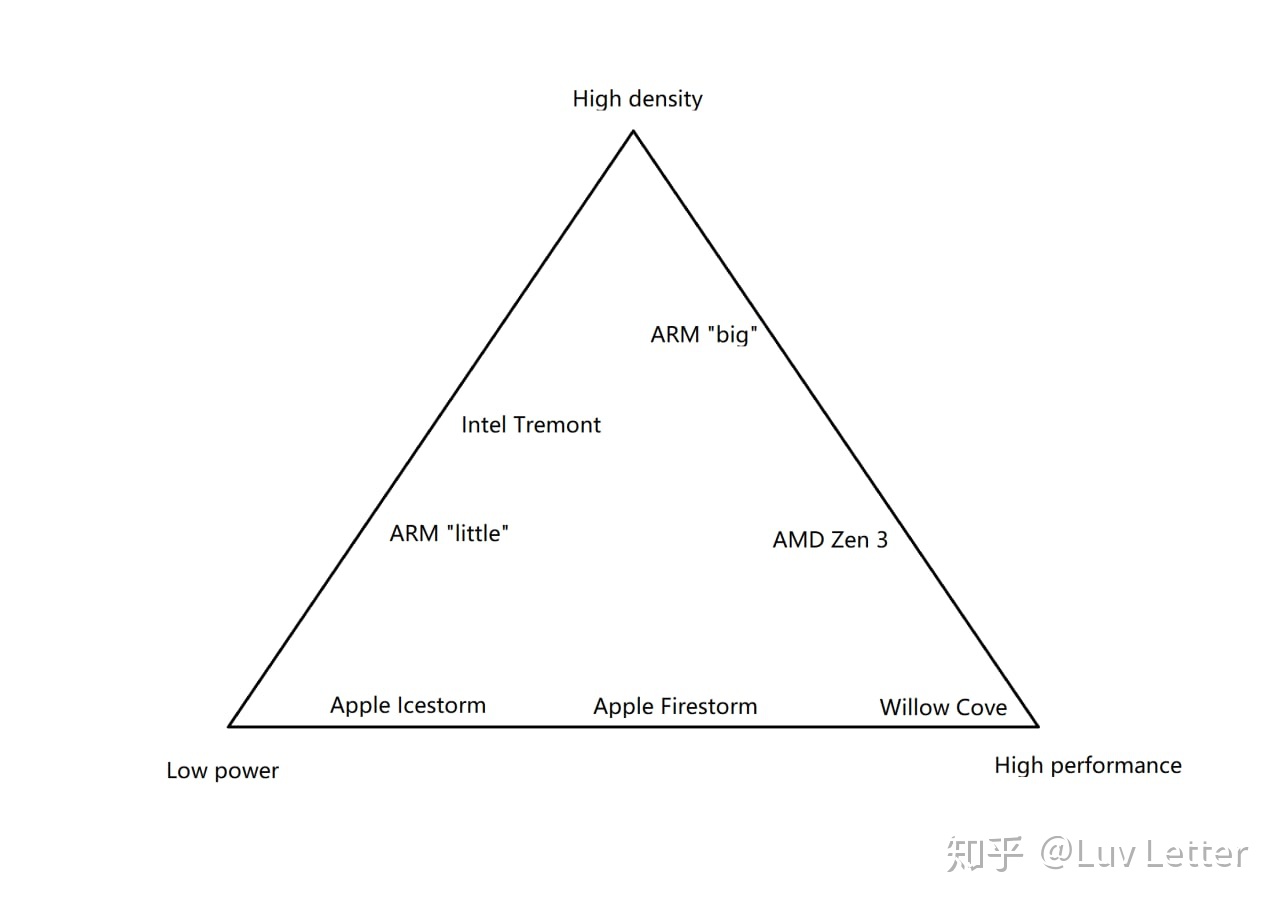 High density
ARM "big"
Intel Tremont
ARM "little"
AMD Zen 3
Apple Icestorm
Apple Firestorm
Willow Cove
Low power
High performance
知乎 @Luv Letter